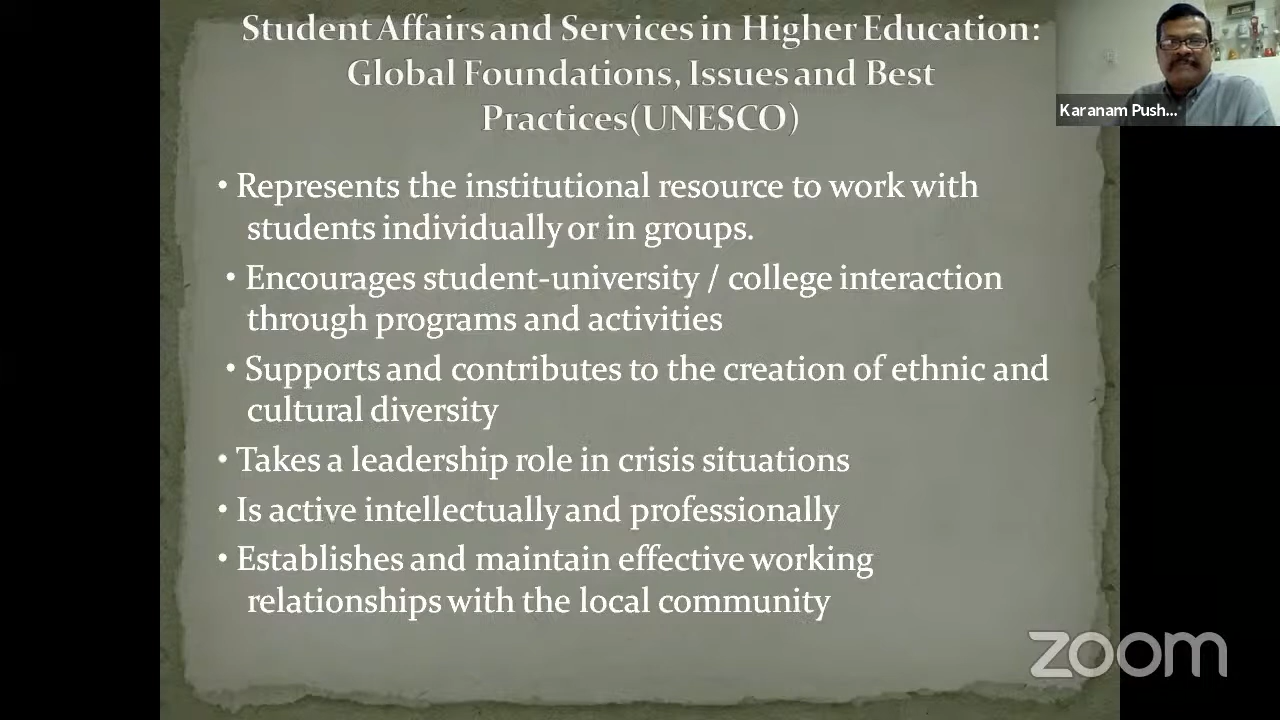 Student Affairs and Services in Higher Education:
Global Foundations, Issues and Best
Practices(UNESCO)
Karanam Push...
• Represents the institutional resource to work with
students individually or in groups.
• Encourages student-university / college interaction
through programs and activities
• Supports and contributes to the creation of ethnic and
cultural diversity
• Takes a leadership role in crisis situations
• Is active intellectually and professionally
• Establishes and maintain effective working
relationships with the local community
zoom